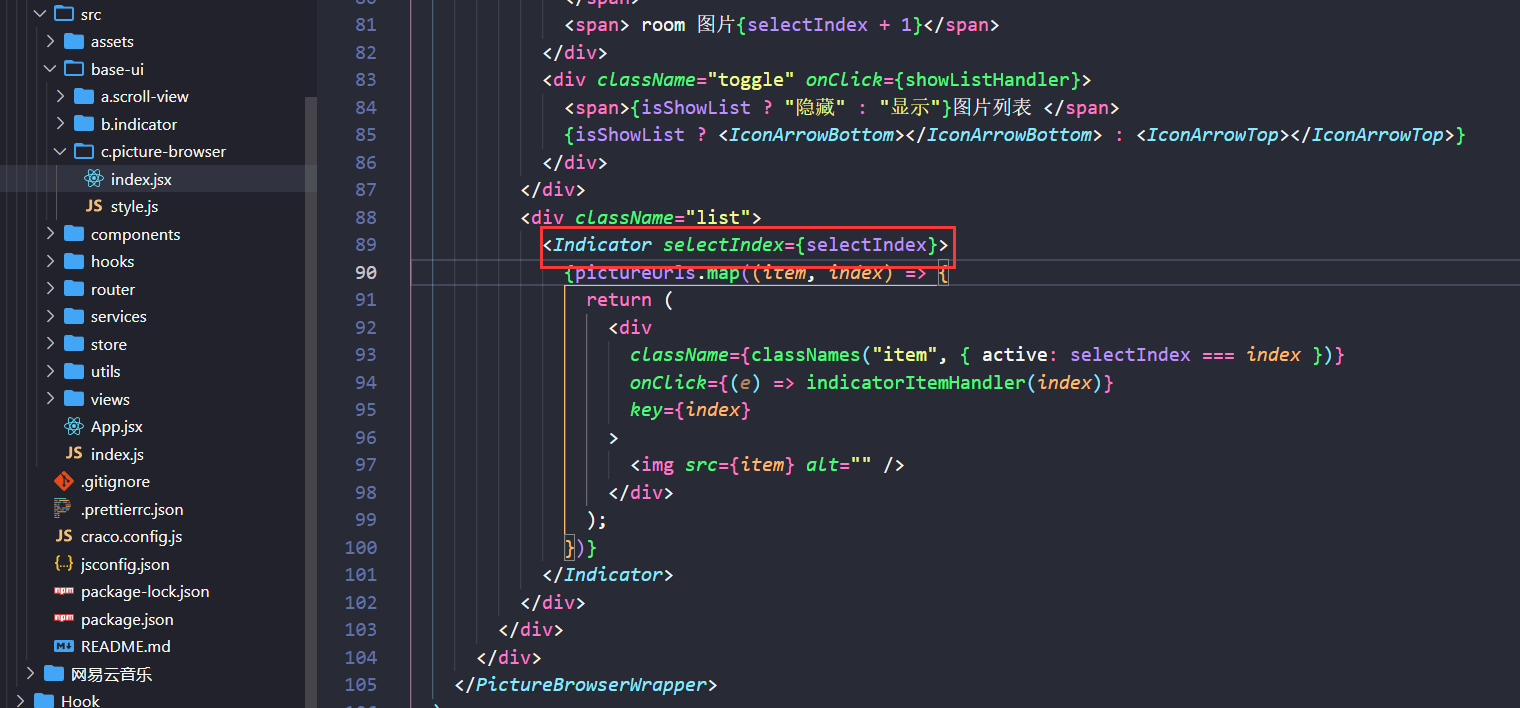 src
assets
base-ui
a.scroll-view
b.indicator
c.picture-browser
index.jsx
JS style.js
components
hooks
router
services
store
utils
views
App.jsx
JS index.js
.gitignore
.prettierrc.json
JS craco.config.js
{..} jsconfig.json
npm package-lock.json
npm package.json
M README.md
网易云音乐
Hook
80 </span>
81 <span> room 图片{selectIndex + 1}</span>
82 </div>
83 <div className="toggle" onClick={showListHandler}>
84 <span>{isShowList ? "隐藏" : "显示"}图片列表 </span>
85 {isShowList ? <IconArrowBottom></IconArrowBottom> : <IconArrowTop></IconArrowTop>}
86 </div>
87 </div>
88 <div className="list">
89 <Indicator selectIndex={selectIndex}>
90 {pictureUrls.map((item, index) => {
91 return (
92 <div
93 className={classNames("item", { active: selectIndex === index })}
94 onClick={(e) => indicatorItemHandler(index)}
95 key={index}
96 >
97 <img src={item} alt="" />
98 </div>
99 );
100 })}
101 </Indicator>
102 </div>
103 </div>
104 </div>
105 </PictureBrowserWrapper>